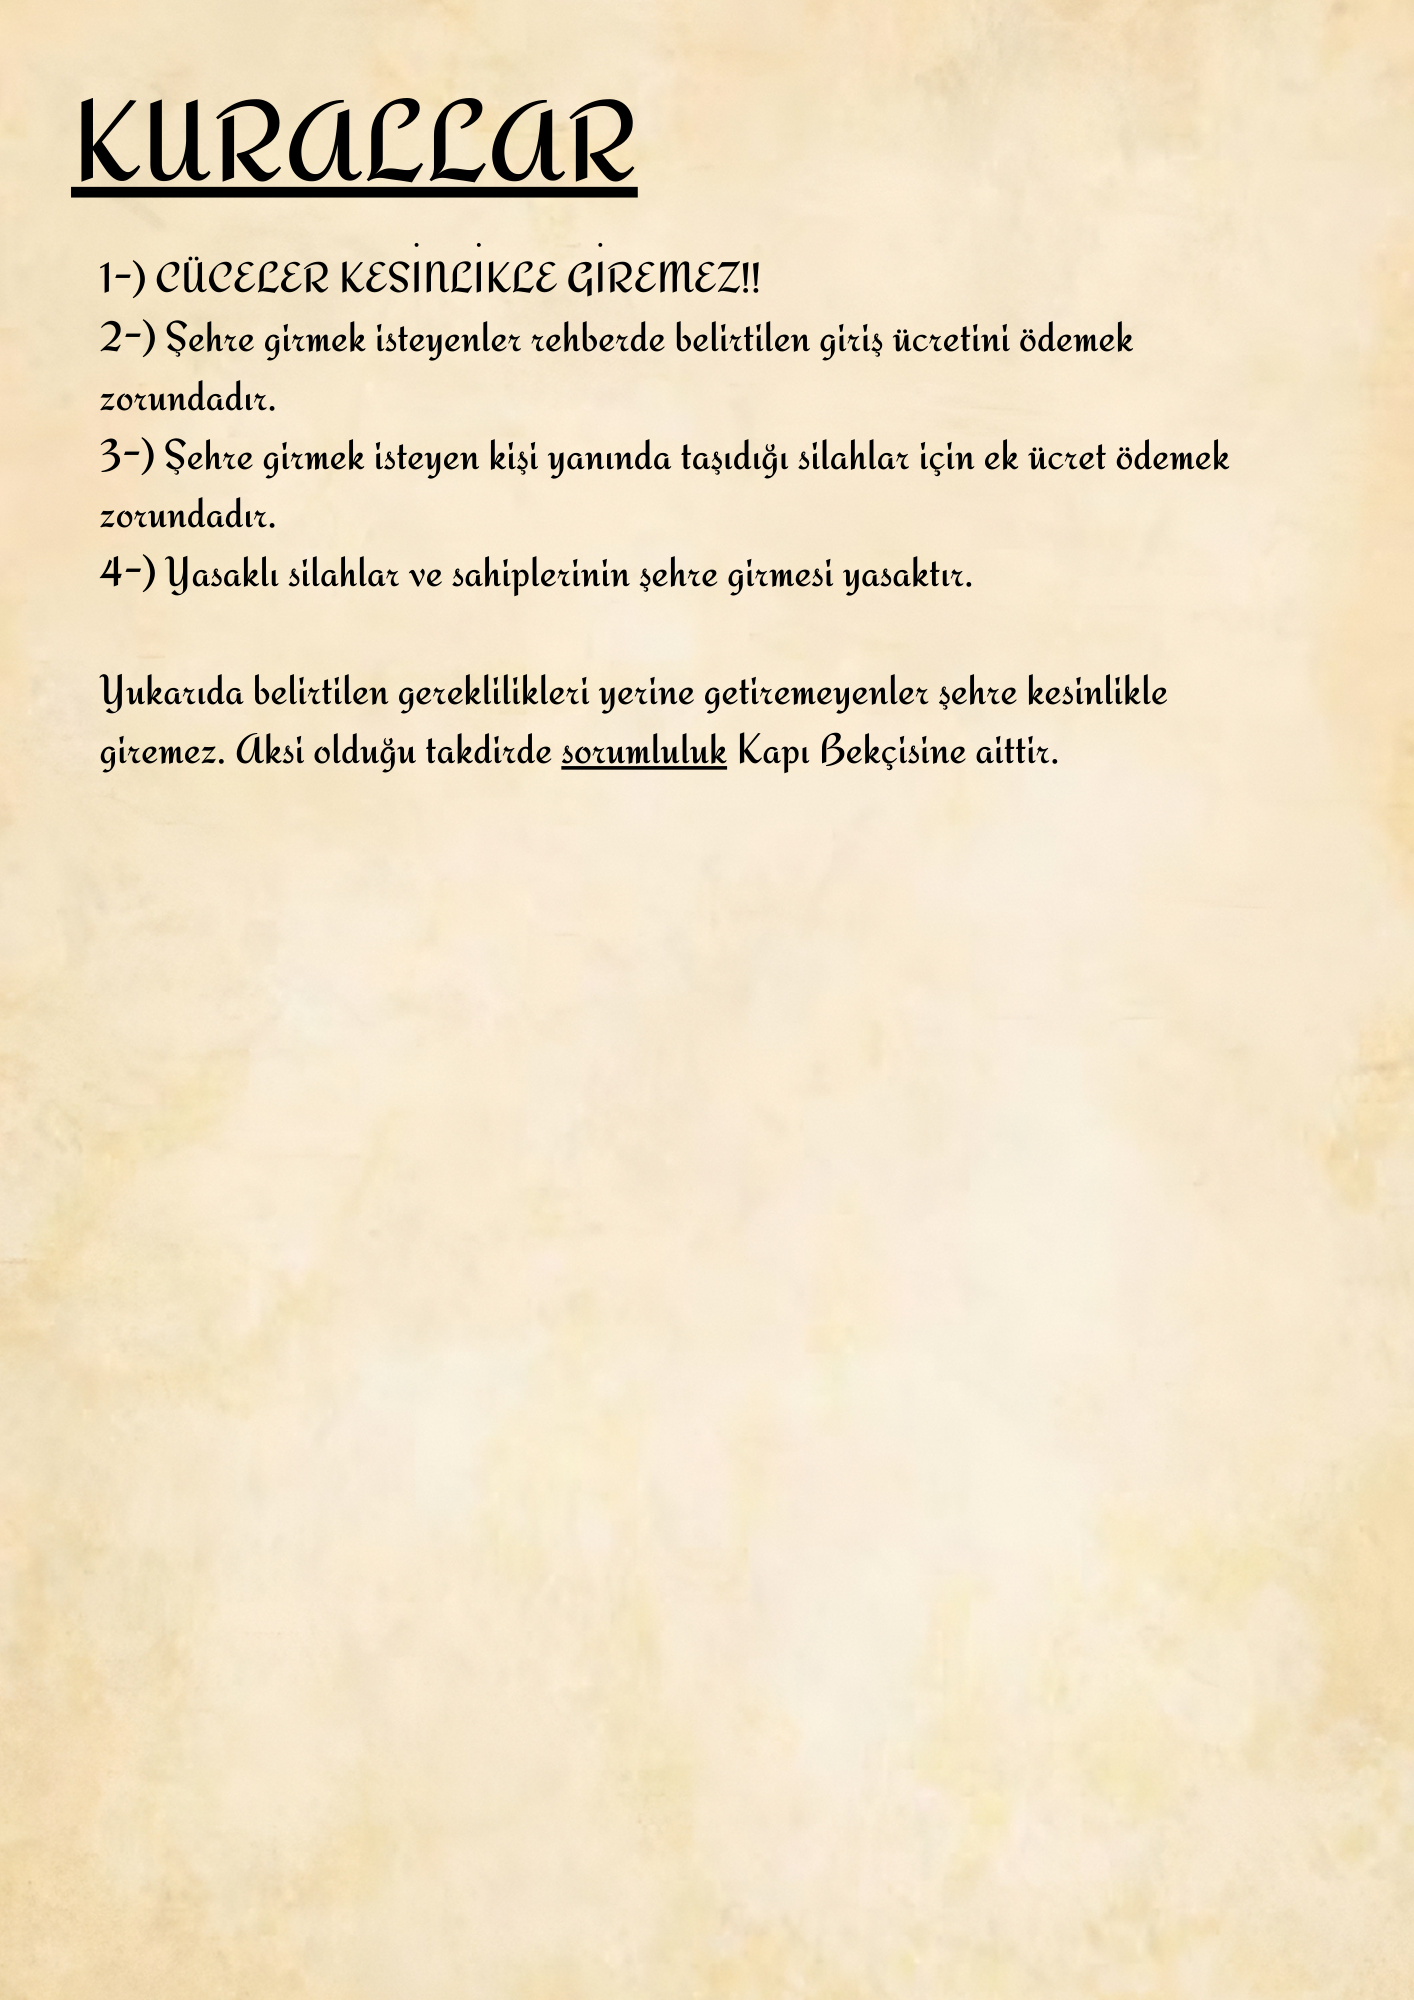 KURALLAR
1-) CÜCELER KESİNLİKLE GİREMEZ!!
2-) Şehre girmek isteyenler rehberde belirtilen giriş ücretini ödemek
zorundadır.
3-) Şehre girmek isteyen kişi yanında taşıdığı silahlar için ek ücret ödemek
zorundadır.
4-) Yasaklı silahlar ve sahiplerinin şehre girmesi yasaktır.
Yukarıda belirtilen gereklilikleri yerine getiremeyenler şehre kesinlikle
giremez. Aksi olduğu takdirde sorumluluk Kapı Bekçisine aittir.